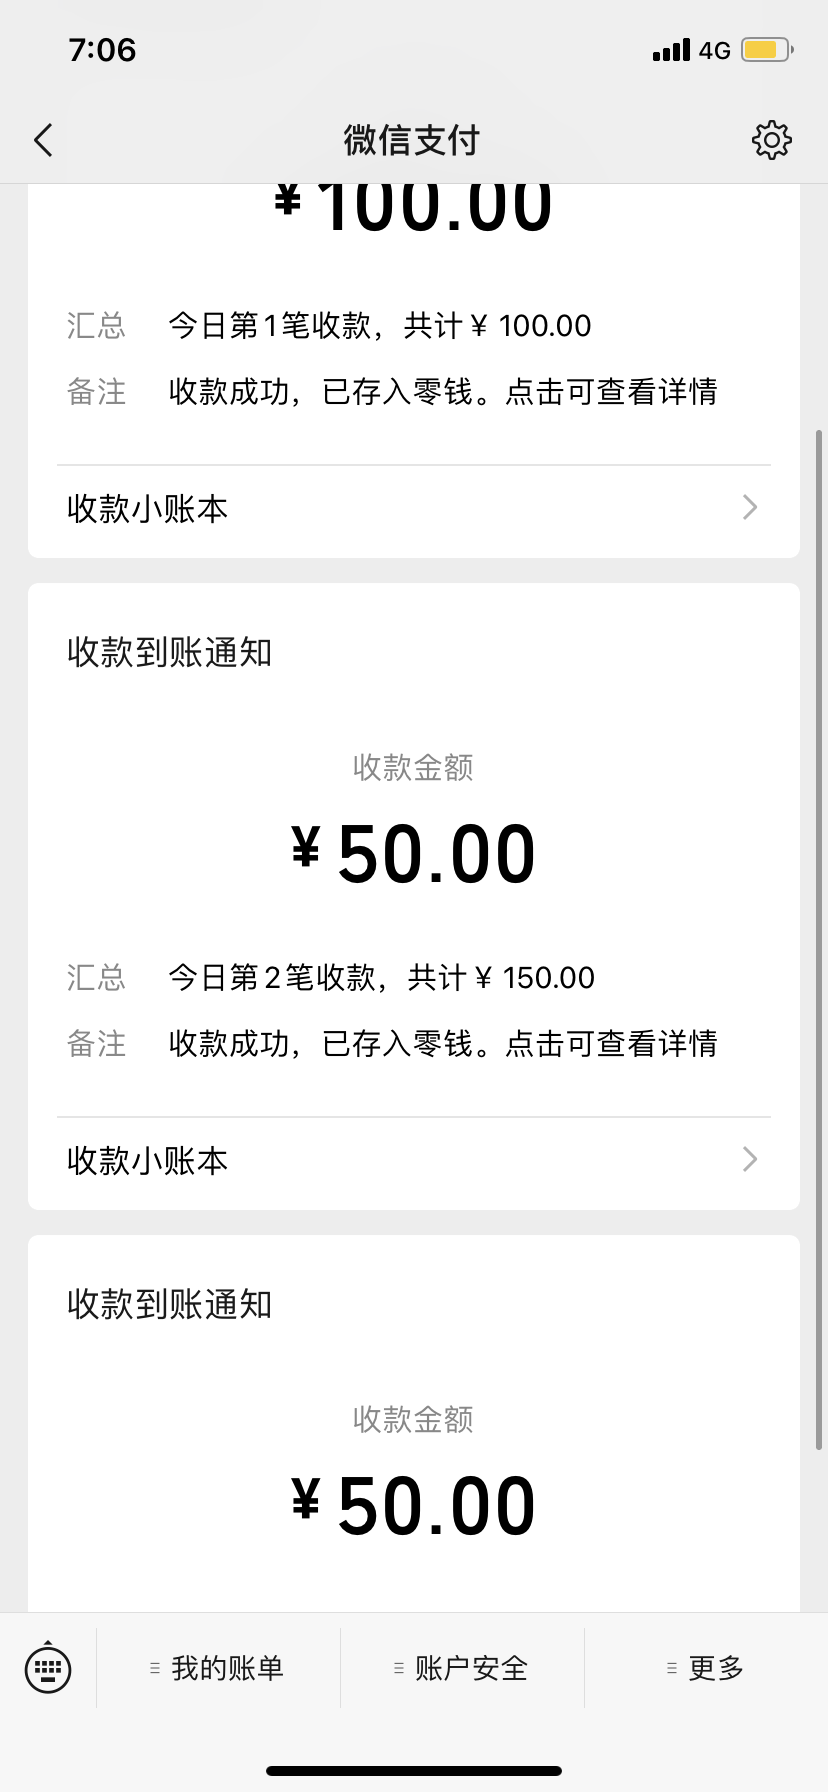 7:06
4G
微信支付
¥100.00
汇总 今日第1笔收款，共计¥ 100.00
备注 收款成功，已存入零钱。点击可查看详情
收款小账本
收款到账通知
收款金额
¥50.00
汇总 今日第2笔收款，共计¥ 150.00
备注 收款成功，已存入零钱。点击可查看详情
收款小账本
收款到账通知
收款金额
¥50.00
我的账单
账户安全
更多